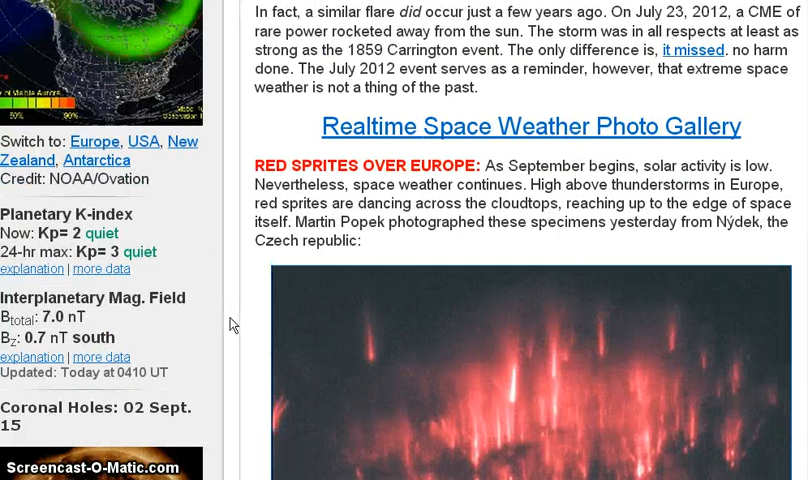 y of Visible Aurora
50%
90%
Switch to: Europe, USA, New
Zealand, Antarctica
Credit: NOAA/Ovation
Planetary K-index
Now: Kp= 2 quiet
24-hr max: Kp= 3 quiet
explanation | more data
Interplanetary Mag. Field
Btotal: 7.0 nT
Bz: 0.7 nT south
explanation | more data
Updated: Today at 0410 UT
Coronal Holes: 02 Sept.
15
Screencast-O-Matic.com
In fact, a similar flare did occur just a few years ago. On July 23, 2012, a CME of
rare power rocketed away from the sun. The storm was in all respects at least as
strong as the 1859 Carrington event. The only difference is, it missed. no harm
done. The July 2012 event serves as a reminder, however, that extreme space
weather is not a thing of the past.
Realtime Space Weather Photo Gallery
RED SPRITES OVER EUROPE: As September begins, solar activity is low.
Nevertheless, space weather continues. High above thunderstorms in Europe,
red sprites are dancing across the cloudtops, reaching up to the edge of space
itself. Martin Popek photographed these specimens yesterday from Nýdek, the
Czech republic: